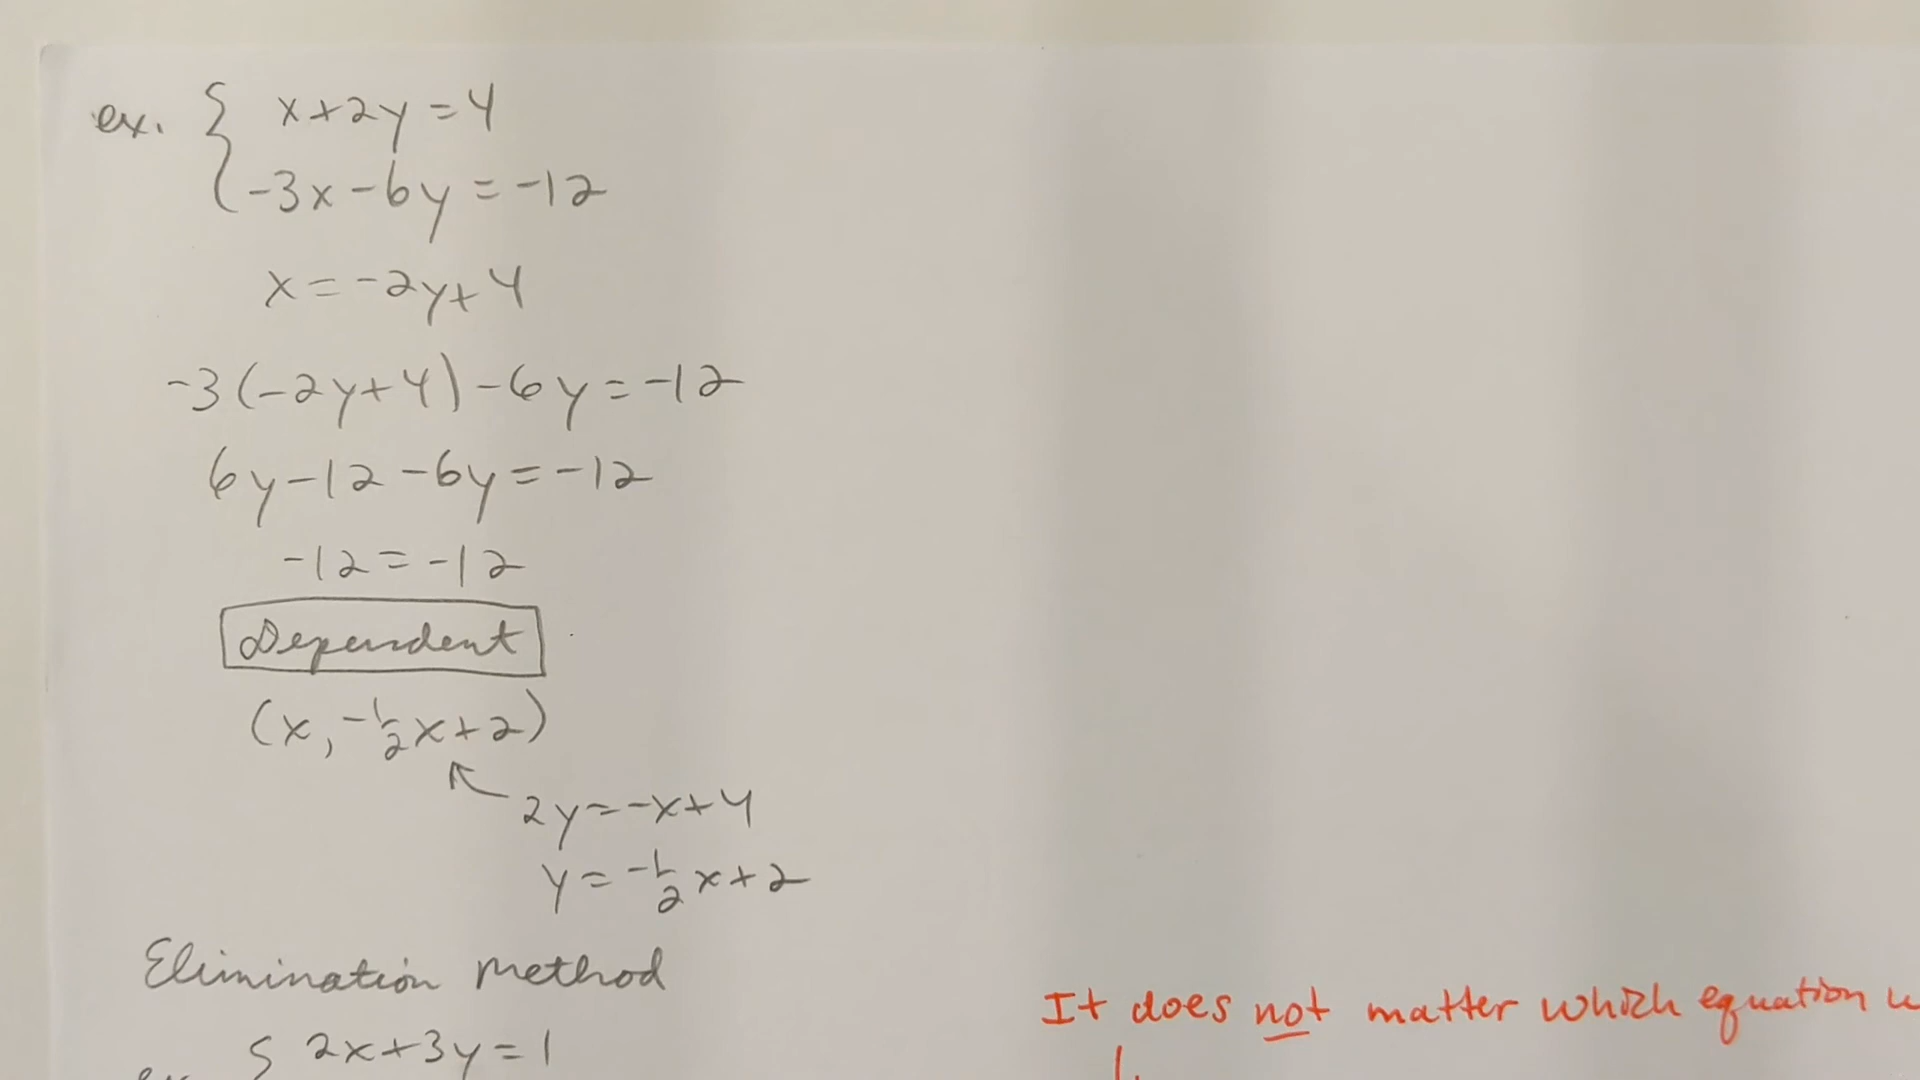 ex. { x+2y=4
-3x-6y=-12
x=-2y+4
-3(-2y+4)-6y=-12
6y-12-6y=-12
-12=-12
Dependent
(x, -1/2x+2)
2y=-x+4
y=-1/2x+2
Elimination Method
It does not matter which equation
{ 2x+3y=1